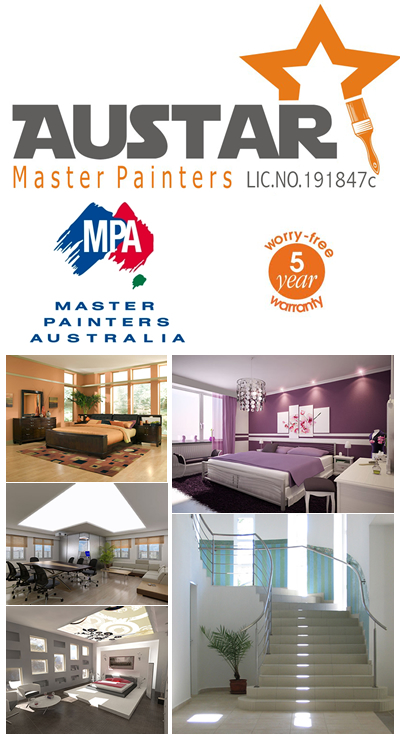 AUSTAR
Master Painters LIC.NO.191847c
MPA
MASTER
PAINTERS
AUSTRALIA
worry-free
5
year
warranty